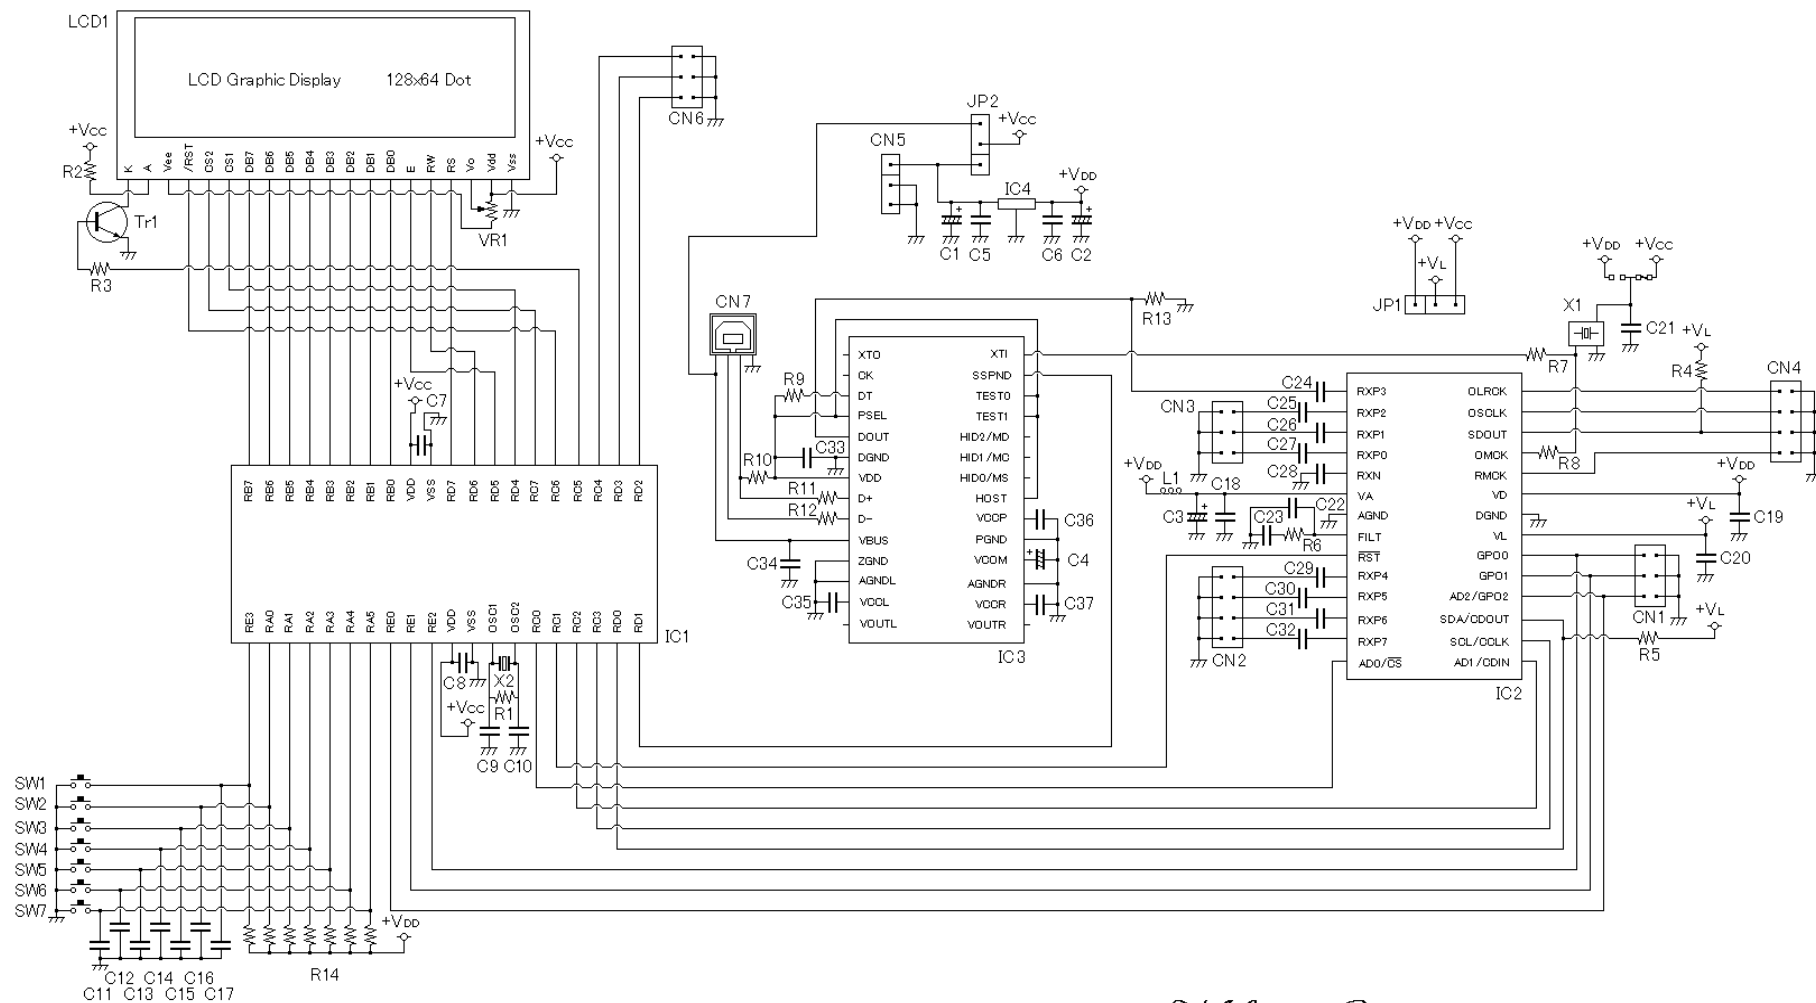 LCD1
LCD Graphic Display 128x64 Dot
+Vcc
R2
K A Vee /RST CS2 CS1 DB7 DB6 DB5 DB4 DB3 DB2 DB1 DB0 E RW RS Vo Vdd Vss
+Vcc
Tr1
VR1
R3
CN6
JP2
+Vcc
CN5
IC4
+VDD
C1 C5 C6 C2
CN7
R13
+VDD +Vcc
+VL
JP1
+VDD +Vcc
X1
C21
+VL
R7
R4
CN4
XTO XTI
CK SSPND
DT TEST0
PSEL TEST1
DOUT HID2/MD
DGND HID1/MC
VDD HID0/MS
D+ HOST
D- VCCP
VBUS PGND
ZGND VCOM
AGNDL AGNDR
VCCL VCCR
VOUTL VOUTR
IC3
R9
C33
R10
R11
R12
C34
C35
C36
C4
C37
C24
CN3
C25
C26
C27
C28
+VDD
L1
C18
C3
C22
C23
R6
C29
C30
C31
C32
CN2
RXP3 OLRCK
RXP2 OSCLK
RXP1 SDOUT
RXP0 OMCK
RXN RMCK
VA VD
AGND DGND
FILT VL
RST GPO0
RXP4 GPO1
RXP5 AD2/GPO2
RXP6 SDA/CDOUT
RXP7 SCL/CCLK
AD0/CS AD1/CDIN
IC2
R8
+VDD
C19
+VL
C20
CN1
+VL
R5
+Vcc
C7
RB7 RB6 RB5 RB4 RB3 RB2 RB1 RB0 VDD VSS RD7 RD6 RD5 RD4 RC7 RC6 RC5 RC4 RD3 RD2
RE3 RA0 RA1 RA2 RA3 RA4 RA5 RE0 RE1 RE2 VDD VSS OSC1 OSC2 RC0 RC1 RC2 RC3 RD0 RD1
IC1
C8
X2
R1
+Vcc
C9 C10
SW1
SW2
SW3
SW4
SW5
SW6
SW7
+VDD
R14
C12 C14 C16
C11 C13 C15 C17